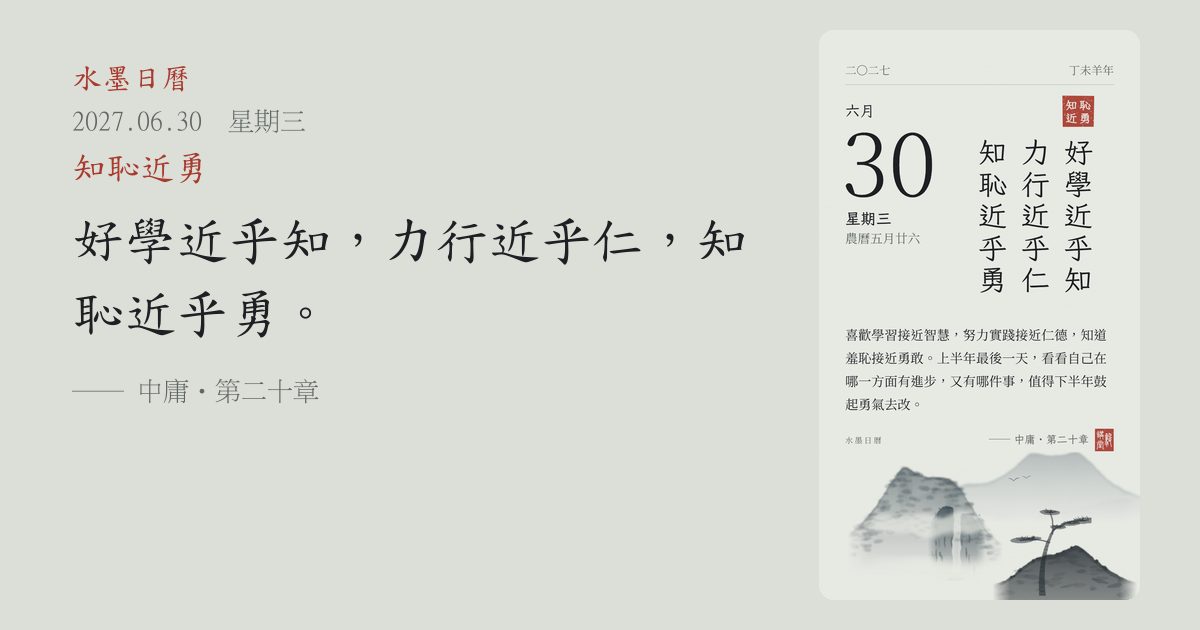 水墨日曆
2027.06.30 星期三
知恥近勇
好學近乎知，力行近乎仁，知
恥近乎勇。
—— 中庸・第二十章
二〇二七
丁未羊年
六月
30
星期三
農曆五月廿六
知恥
近勇
好學近乎知
力行近乎仁
知恥近乎勇
喜歡學習接近智慧，努力實踐接近仁德，知道
羞恥接近勇敢。上半年最後一天，看看自己在
哪一方面有進步，又有哪件事，值得下半年鼓
起勇氣去改。
水墨日曆
—— 中庸・第二十章